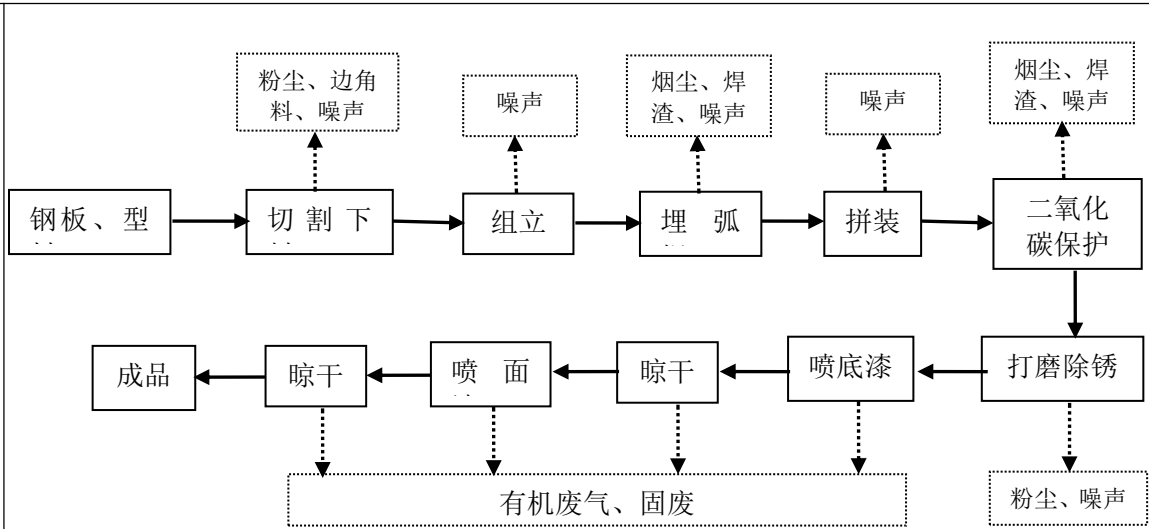 粉尘、边角
料、噪声
噪声
烟尘、焊
渣、噪声
噪声
烟尘、焊
渣、噪声
钢板、型
切割下
组立
埋弧
拼装
二氧化
碳保护
成品
晾干
喷面
晾干
喷底漆
打磨除锈
有机废气、固废
粉尘、噪声